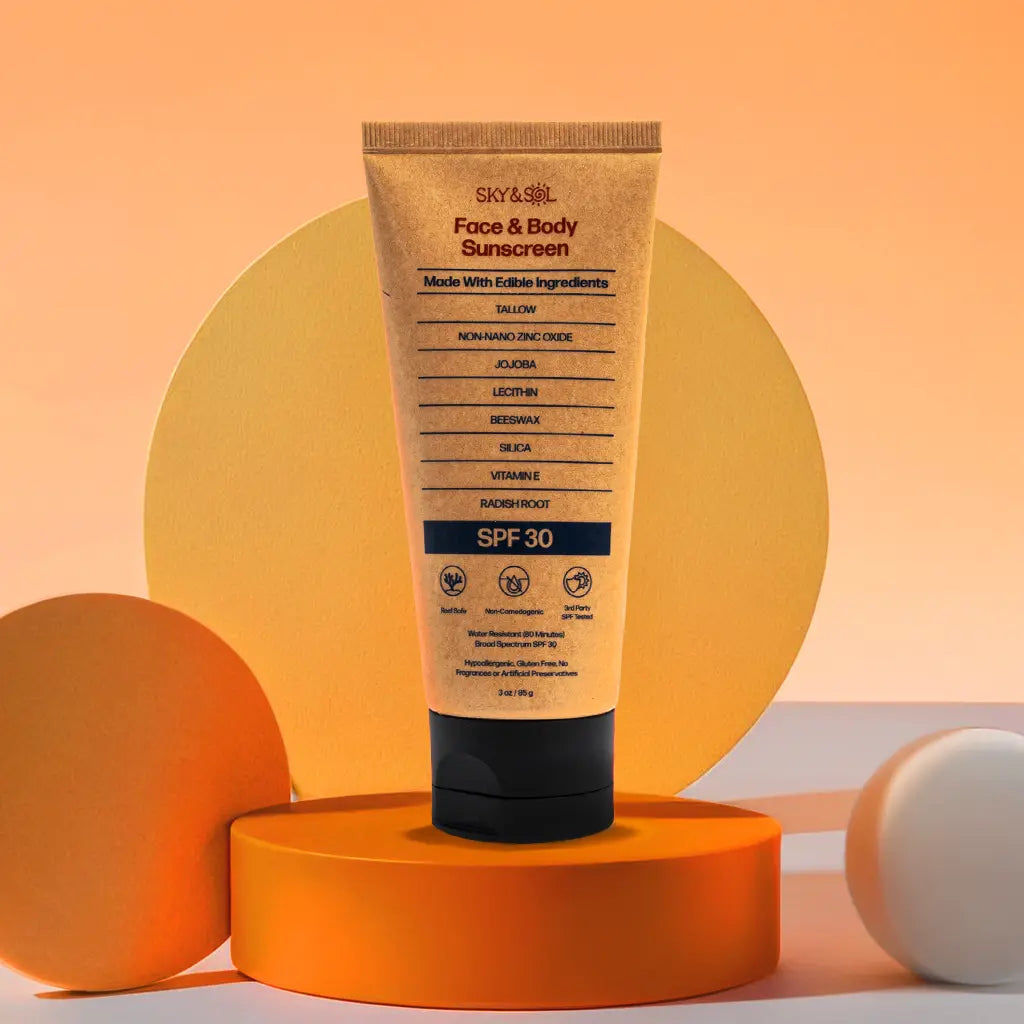 SKY&SOL
Face & Body
Sunscreen
Made With Edible Ingredients
TALLOW
NON-NANO ZINC OXIDE
JOJOBA
LECITHIN
BEESWAX
SILICA
VITAMIN E
RADISH ROOT
SPF 30
Reef Safe
Non-Comedogenic
3rd Party
SPF Tested
Water Resistant (80 Minutes)
Broad Spectrum SPF 30
Hypoallergenic, Gluten Free, No
Fragrances or Artificial Preservatives
3 oz / 85 g